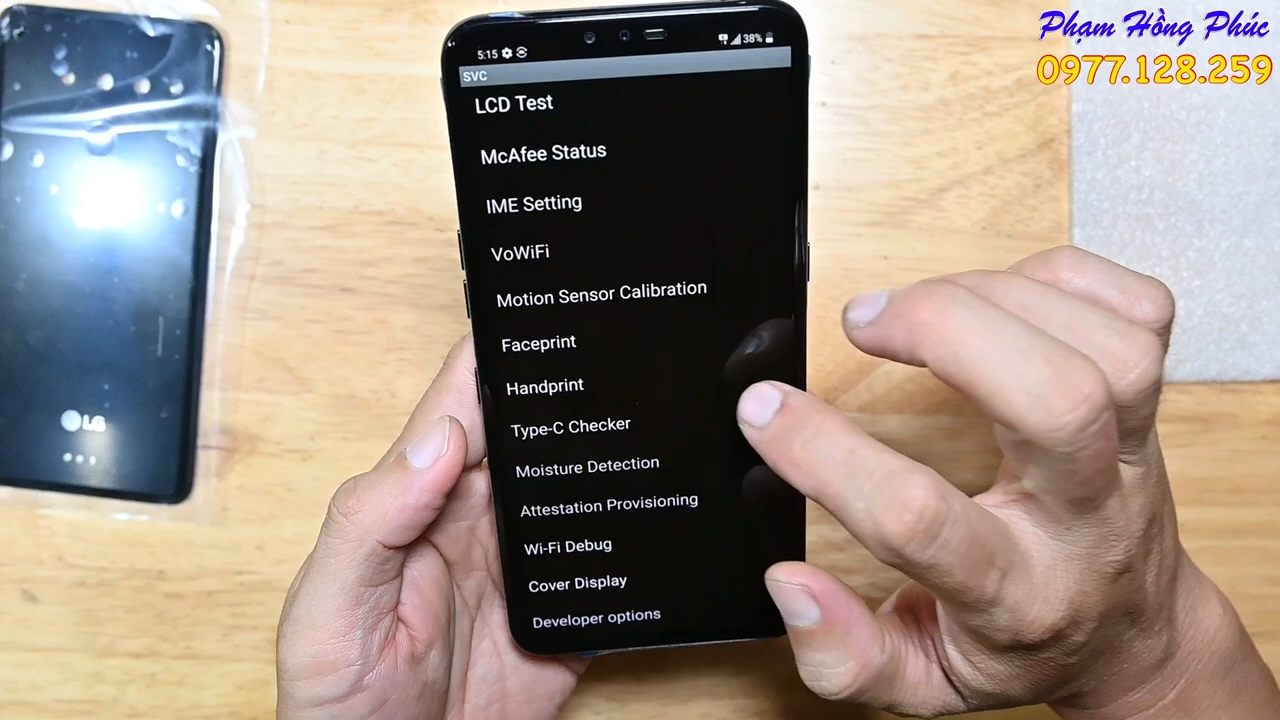 Phạm Hồng Phúc
0977.128.259
5:15
38%
SVC
LCD Test
McAfee Status
IME Setting
VoWiFi
Motion Sensor Calibration
Faceprint
Handprint
Type-C Checker
Moisture Detection
Attestation Provisioning
Wi-Fi Debug
Cover Display
Developer options
LG